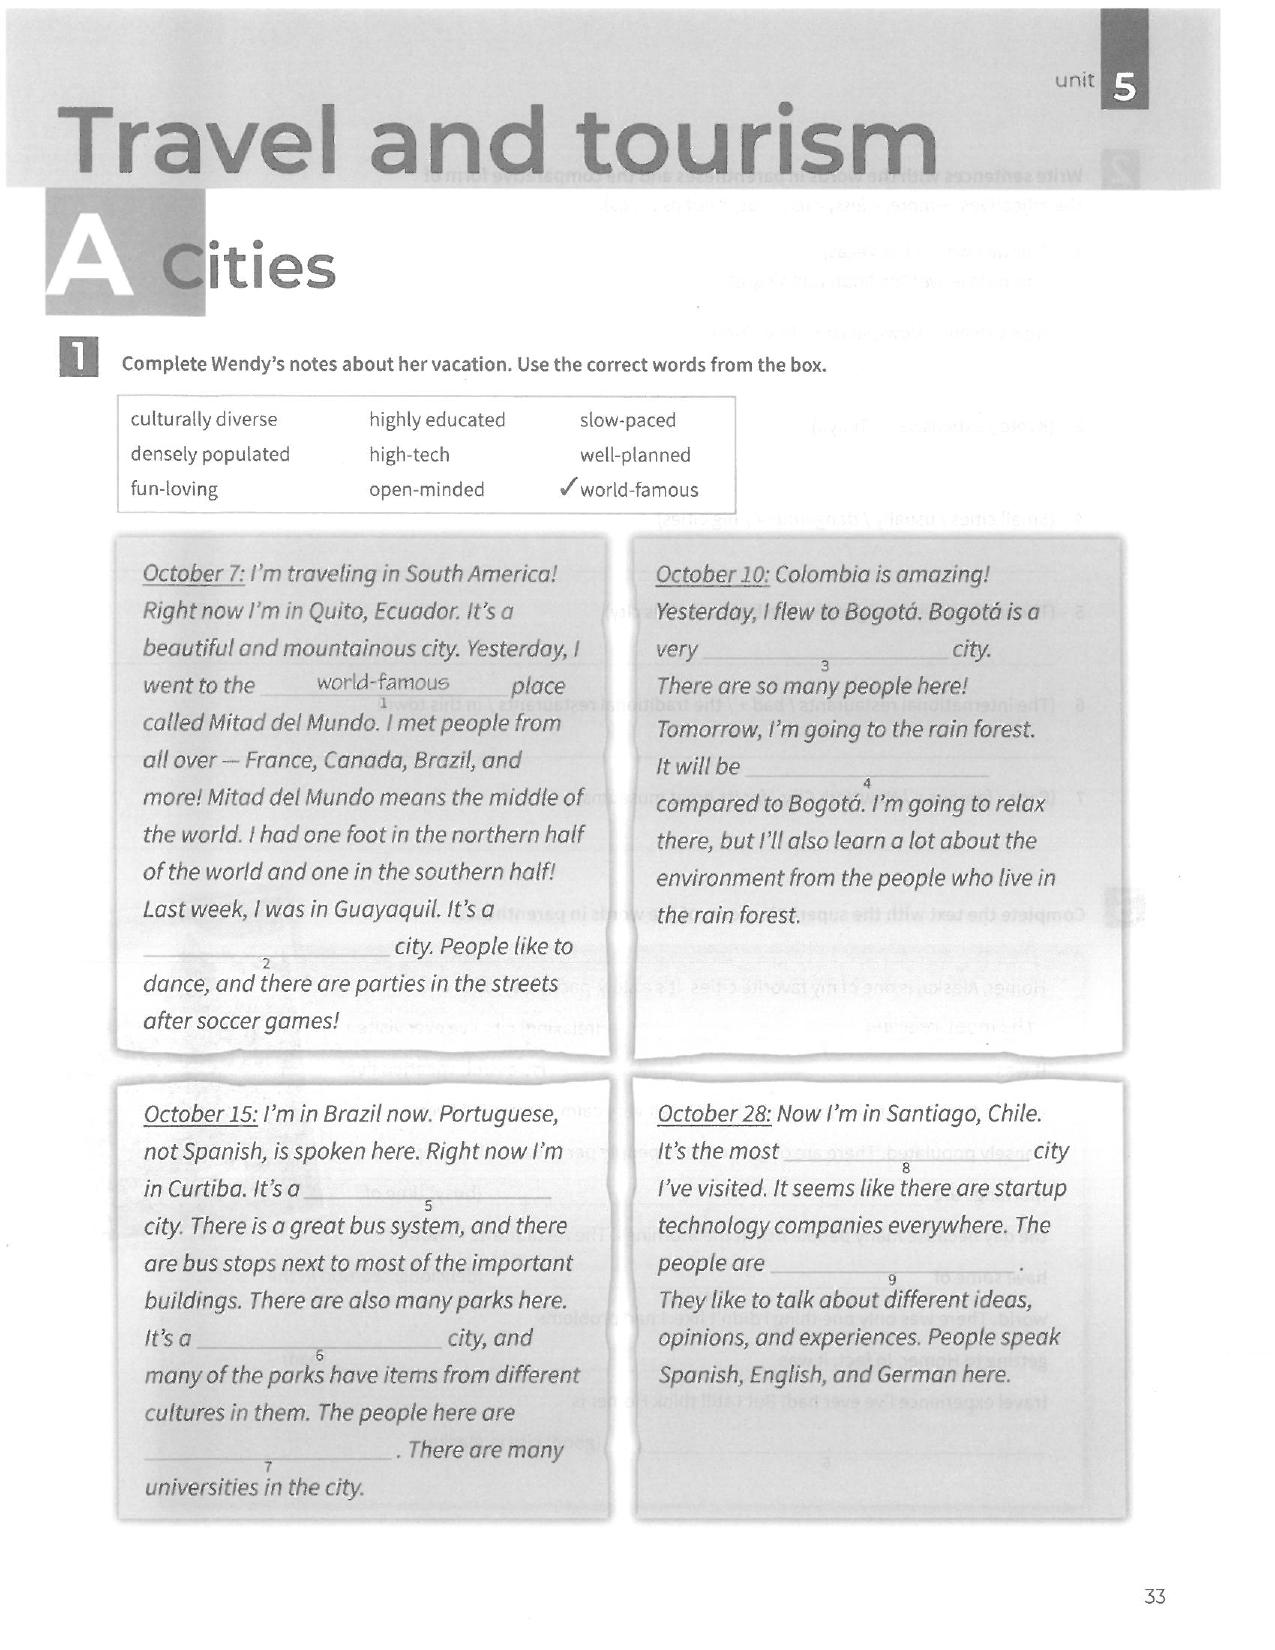 unit 5
Travel and tourism
A Cities
1 Complete Wendy's notes about her vacation. Use the correct words from the box.
culturally diverse highly educated slow-paced
densely populated high-tech well-planned
fun-loving open-minded ✓world-famous
October 7: I'm traveling in South America!
Right now I'm in Quito, Ecuador. It's a
beautiful and mountainous city. Yesterday, I
went to the world-famous place
1
called Mitad del Mundo. I met people from
all over — France, Canada, Brazil, and
more! Mitad del Mundo means the middle of
the world. I had one foot in the northern half
of the world and one in the southern half!
Last week, I was in Guayaquil. It's a
____________ city. People like to
2
dance, and there are parties in the streets
after soccer games!
October 10: Colombia is amazing!
Yesterday, I flew to Bogotá. Bogotá is a
very ____________ city.
3
There are so many people here!
Tomorrow, I'm going to the rain forest.
It will be ____________
4
compared to Bogotá. I'm going to relax
there, but I'll also learn a lot about the
environment from the people who live in
the rain forest.
October 15: I'm in Brazil now. Portuguese,
not Spanish, is spoken here. Right now I'm
in Curtiba. It's a ____________
5
city. There is a great bus system, and there
are bus stops next to most of the important
buildings. There are also many parks here.
It's a ____________ city, and
6
many of the parks have items from different
cultures in them. The people here are
____________. There are many
7
universities in the city.
October 28: Now I'm in Santiago, Chile.
It's the most ____________ city
8
I've visited. It seems like there are startup
technology companies everywhere. The
people are ____________.
9
They like to talk about different ideas,
opinions, and experiences. People speak
Spanish, English, and German here.
33